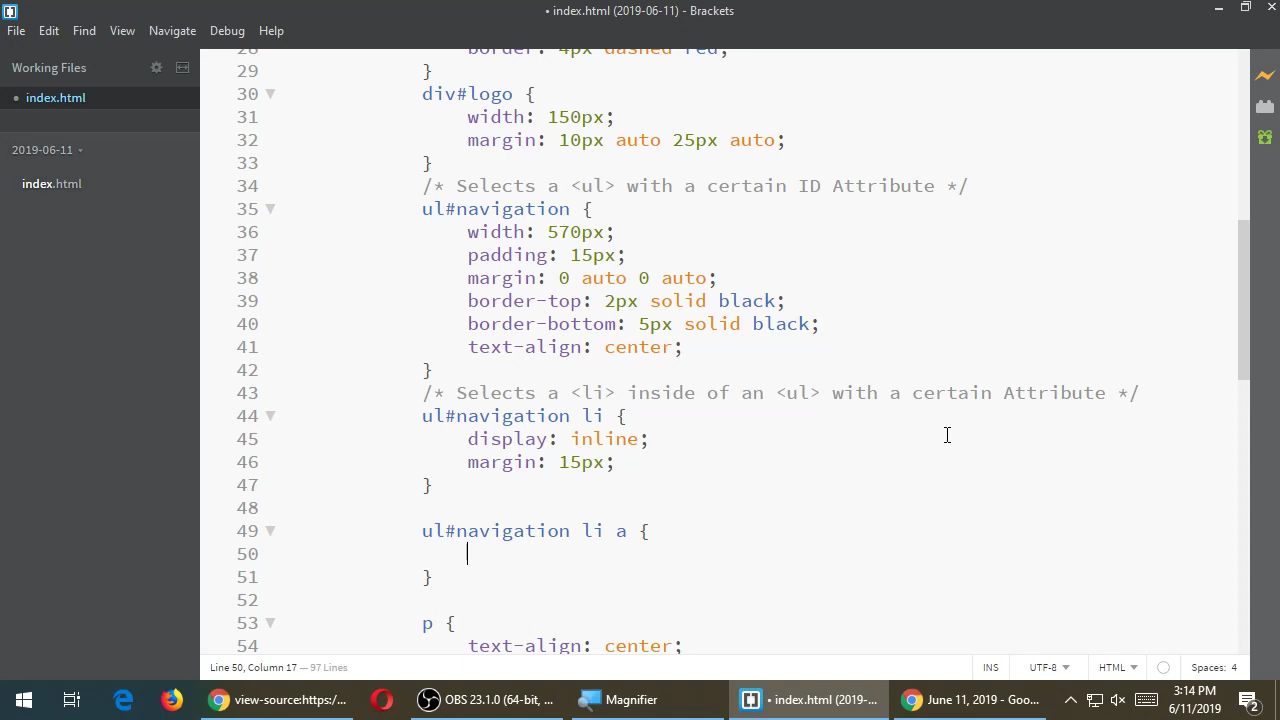 • index.html (2019-06-11) - Brackets
File Edit Find View Navigate Debug Help
Working Files
• index.html
2019-06-11
index.html
28 border: 4px dashed red;
29 }
30 div#logo {
31 width: 150px;
32 margin: 10px auto 25px auto;
33 }
34 /* Selects a <ul> with a certain ID Attribute */
35 ul#navigation {
36 width: 570px;
37 padding: 15px;
38 margin: 0 auto 0 auto;
39 border-top: 2px solid black;
40 border-bottom: 5px solid black;
41 text-align: center;
42 }
43 /* Selects a <li> inside of an <ul> with a certain Attribute */
44 ul#navigation li {
45 display: inline;
46 margin: 15px;
47 }
48
49 ul#navigation li a {
50
51 }
52
53 p {
54 text-align: center;
Line 50, Column 17 — 97 Lines
INS UTF-8 HTML Spaces: 4
view-source:https:/... OBS 23.1.0 (64-bit, ... Magnifier • index.html (2019-... June 11, 2019 - Goo...
3:14 PM
6/11/2019
2